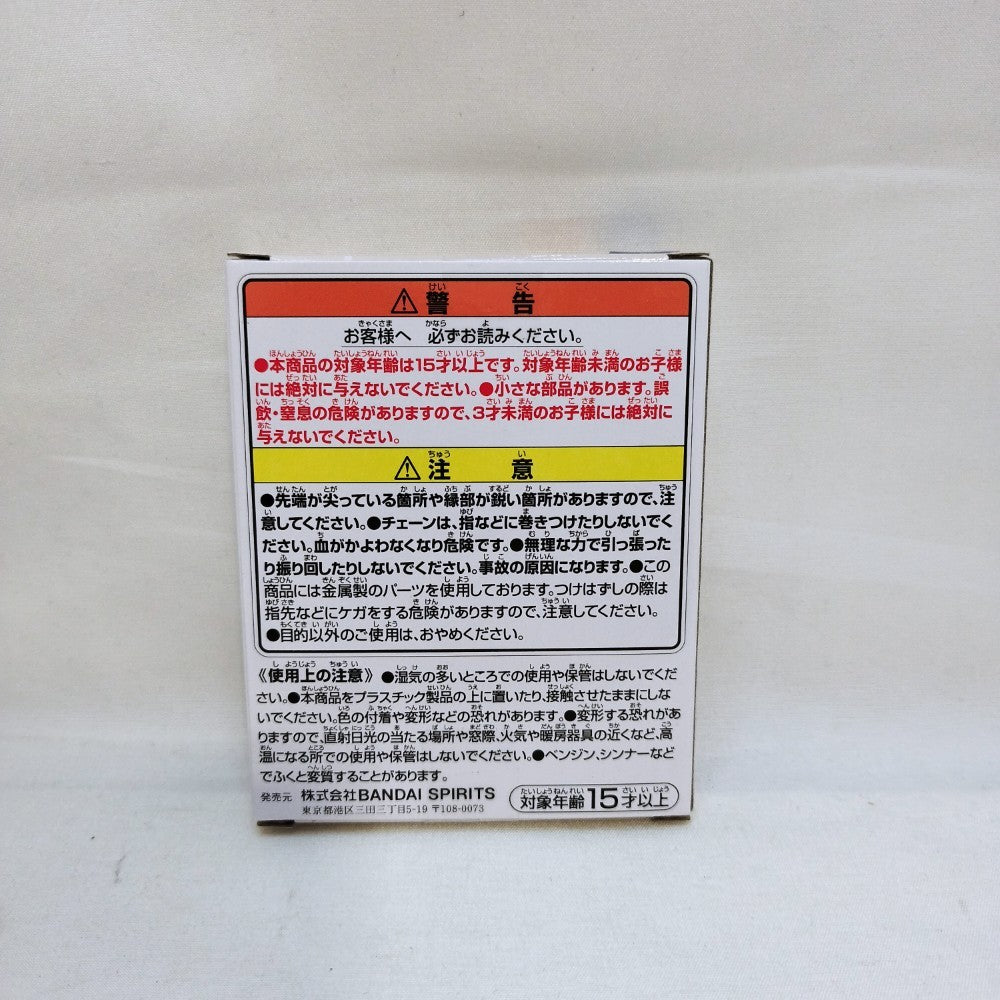 ⚠警告
お客様へ 必ずお読みください。
●本商品の対象年齢は15才以上です。対象年齢未満のお子様
には絶対に与えないでください。●小さな部品があります。誤
飲・窒息の危険がありますので、3才未満のお子様には絶対に
与えないでください。
⚠注意
●先端が尖っている箇所や縁部が鋭い箇所がありますので、注
意してください。●チェーンは、指などに巻きつけたりしないでく
ださい。血がかよわなくなり危険です。●無理な力で引っ張った
り振り回したりしないでください。事故の原因になります。●この
商品には金属製のパーツを使用しております。つけはずしの際は
指先などにケガをする危険がありますので、注意してください。
●目的以外のご使用は、おやめください。
《使用上の注意》●湿気の多いところでの使用や保管はしないでくだ
さい。●本商品をプラスチック製品の上に置いたり、接触させたままにしな
いでください。色の付着や変形などの恐れがあります。●変形する恐れがあ
りますので、直射日光の当たる場所や窓際、火気や暖房器具の近くなど、高
温になる所での使用や保管はしないでください。●ベンジン、シンナーなど
でふくと変質することがあります。
発売元 株式会社BANDAI SPIRITS
東京都港区三田三丁目5-19 〒108-0073
対象年齢15才以上